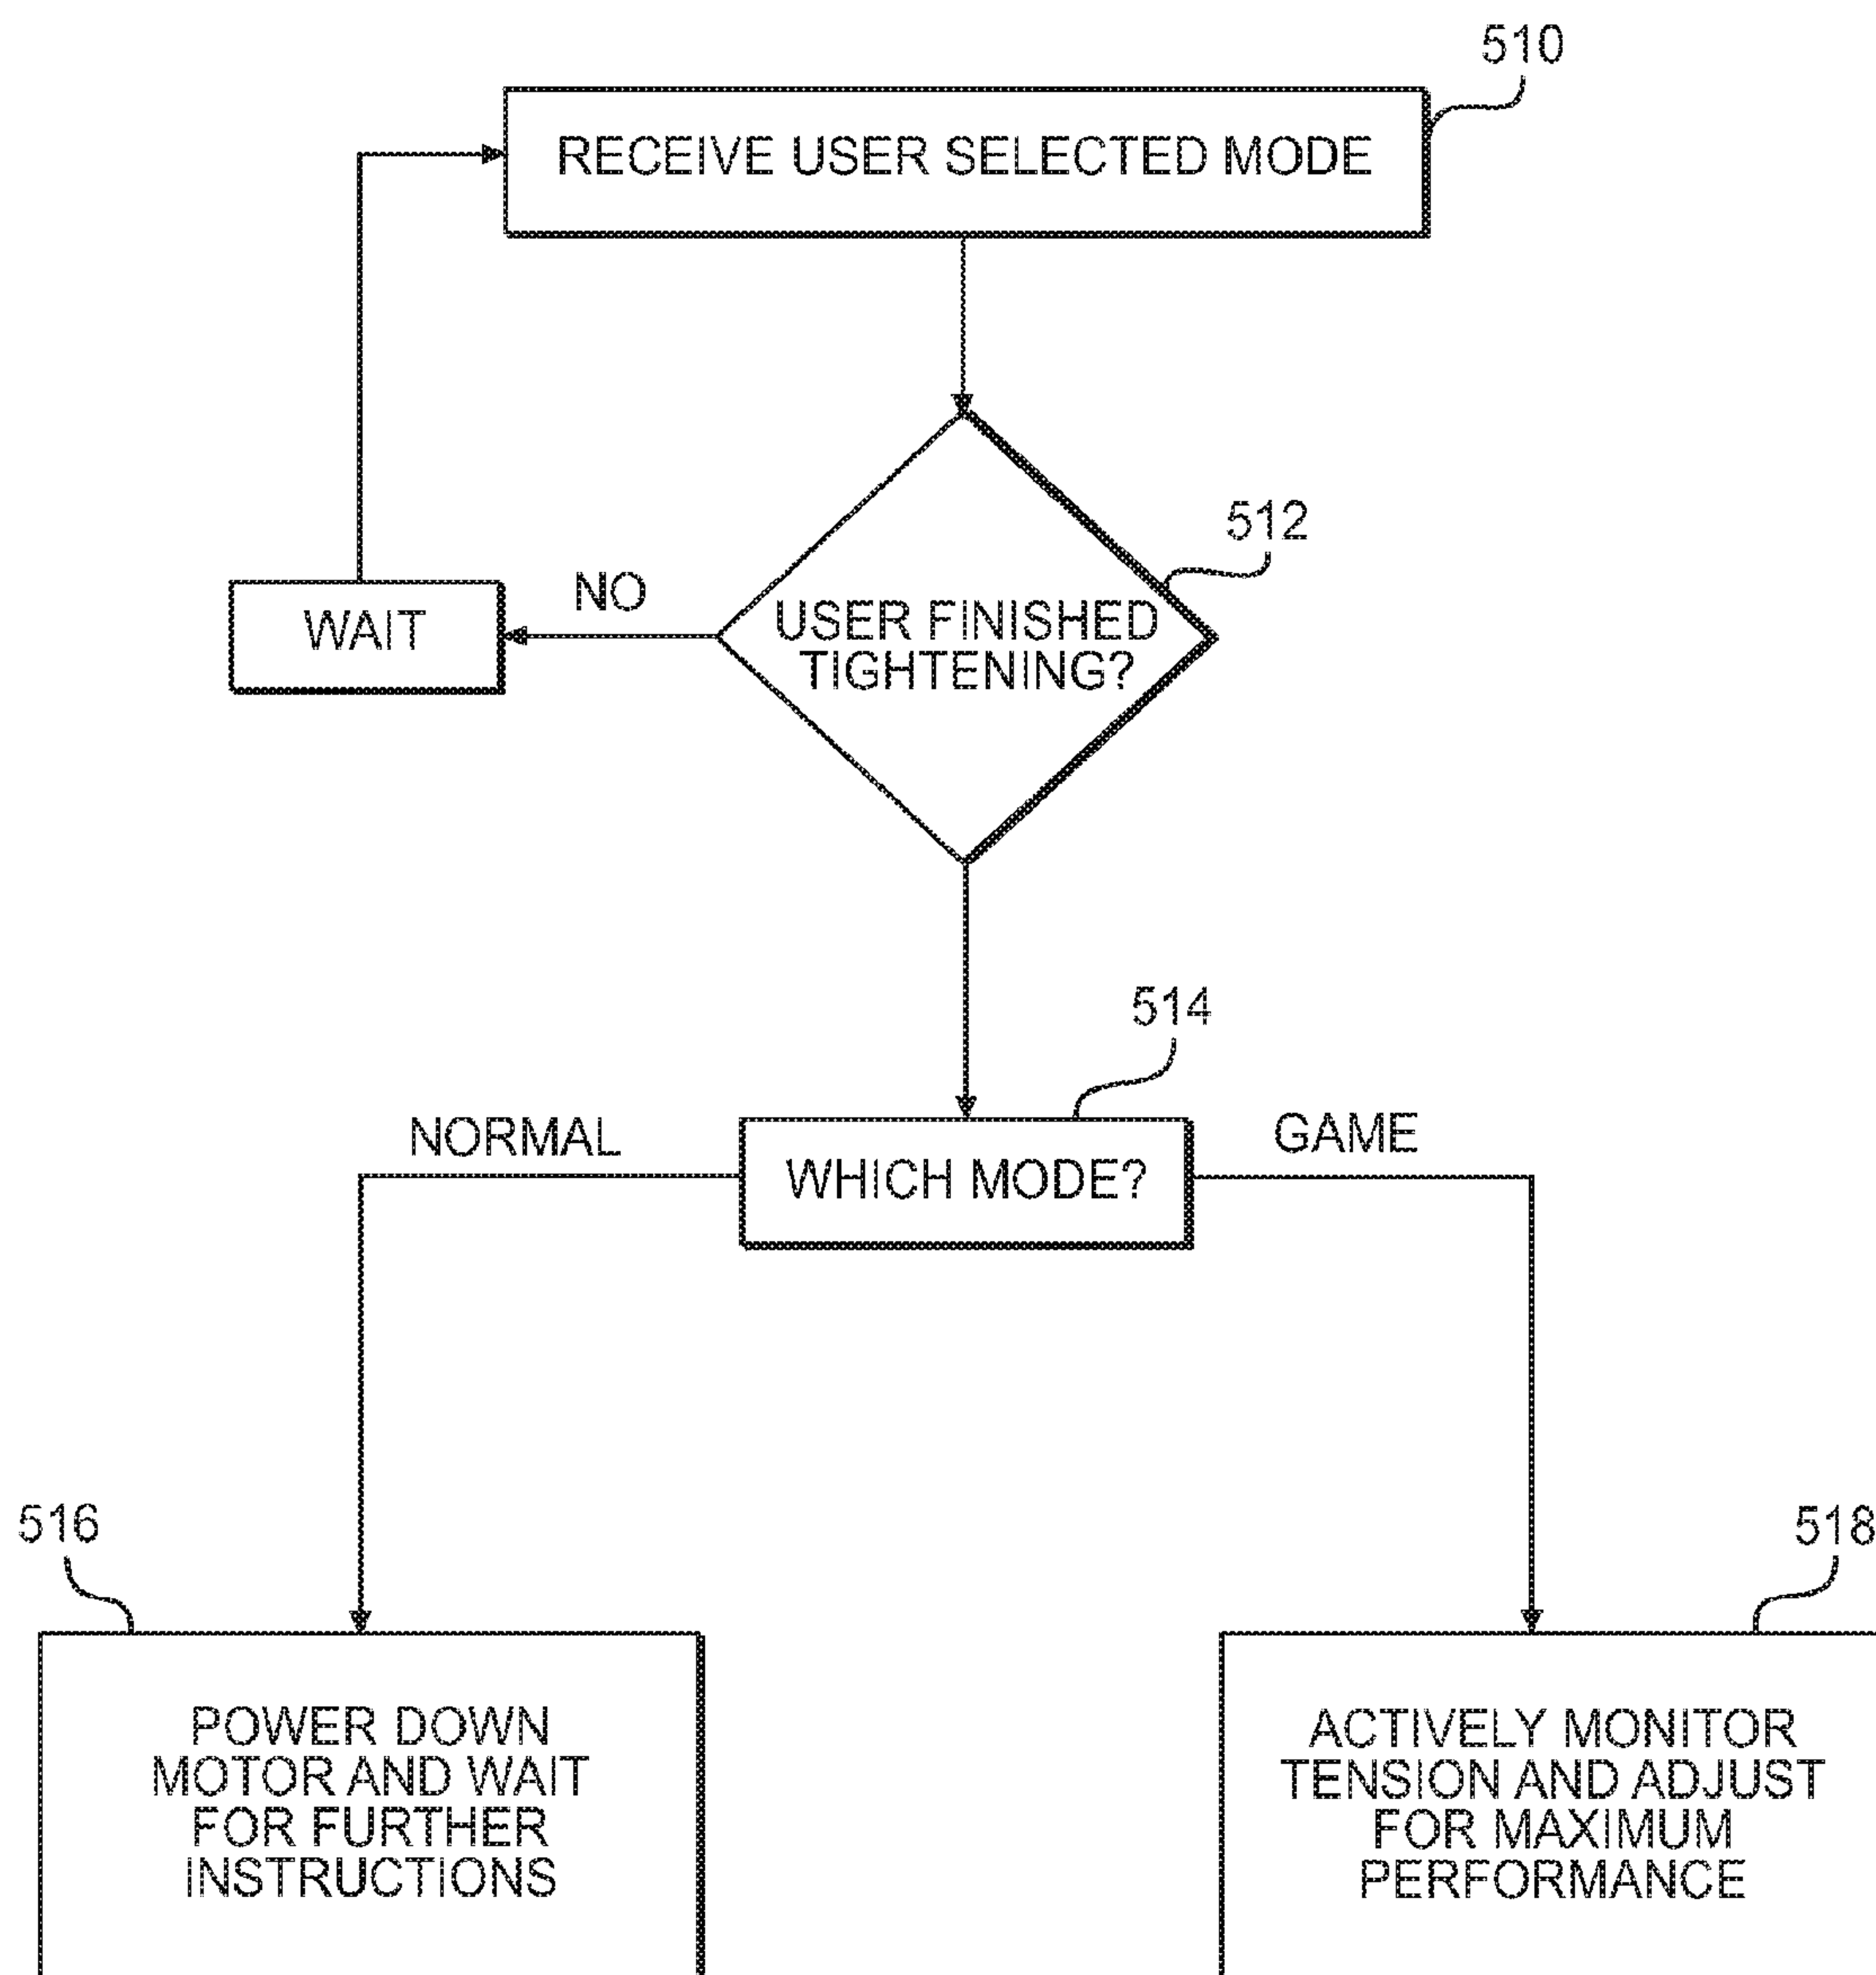 510
RECEIVE USER SELECTED MODE
512
NO
WAIT
USER FINISHED
TIGHTENING?
514
NORMAL
GAME
WHICH MODE?
516
518
POWER DOWN
MOTOR AND WAIT
FOR FURTHER
INSTRUCTIONS
ACTIVELY MONITOR
TENSION AND ADJUST
FOR MAXIMUM
PERFORMANCE